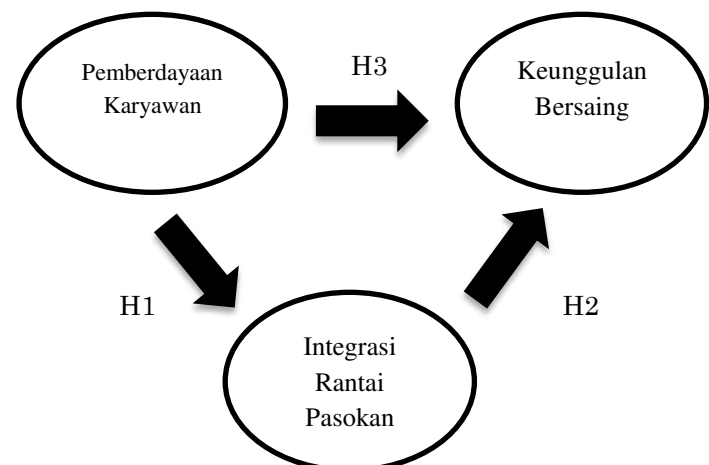 Pemberdayaan
Karyawan
H3
Keunggulan
Bersaing
H1
H2
Integrasi
Rantai
Pasokan